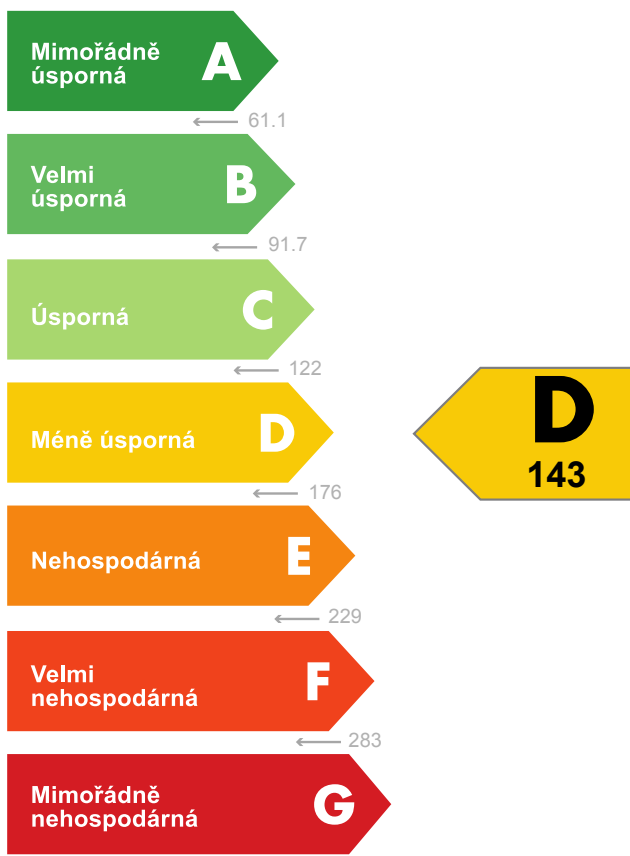 Mimořádně
úsporná
A
← 61.1
Velmi
úsporná
B
← 91.7
Úsporná
C
← 122
Méně úsporná
D
D
143
← 176
Nehospodárná
E
← 229
Velmi
nehospodárná
F
← 283
Mimořádně
nehospodárná
G